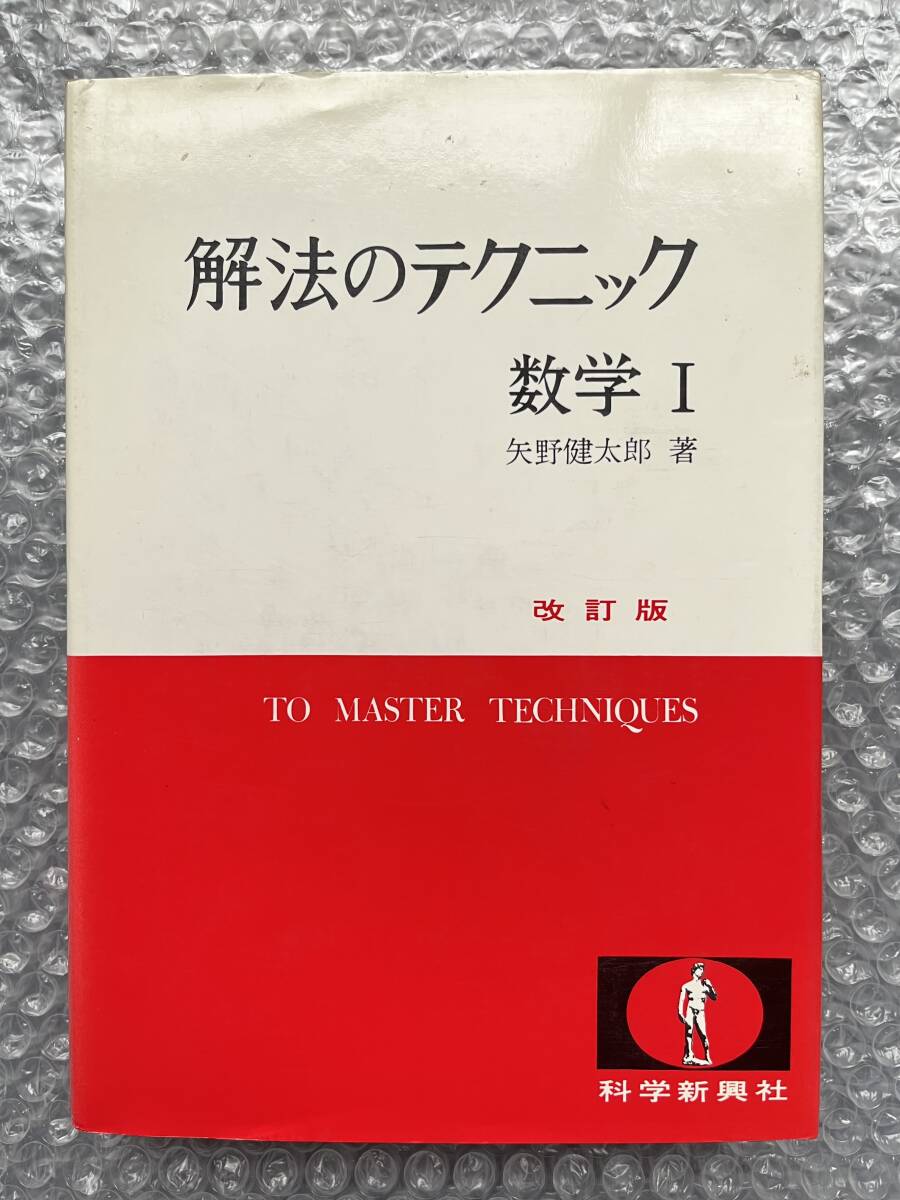 解法のテクニック
数学 I
矢野健太郎 著
改訂版
TO MASTER TECHNIQUES
科学新興社